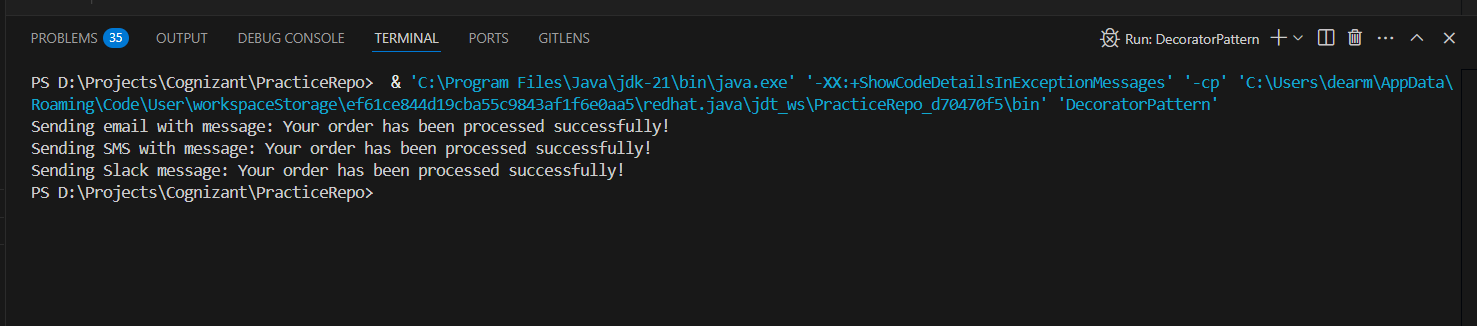 PROBLEMS 35 OUTPUT DEBUG CONSOLE TERMINAL PORTS GITLENS Run: DecoratorPattern
PS D:\Projects\Cognizant\PracticeRepo>  & 'C:\Program Files\Java\jdk-21\bin\java.exe' '-XX:+ShowCodeDetailsInExceptionMessages' '-cp' 'C:\Users\dearm\AppData\
Roaming\Code\User\workspaceStorage\ef61ce844d19cba55c9843af1f6e0aa5\redhat.java\jdt_ws\PracticeRepo_d70470f5\bin' 'DecoratorPattern'
Sending email with message: Your order has been processed successfully!
Sending SMS with message: Your order has been processed successfully!
Sending Slack message: Your order has been processed successfully!
PS D:\Projects\Cognizant\PracticeRepo>